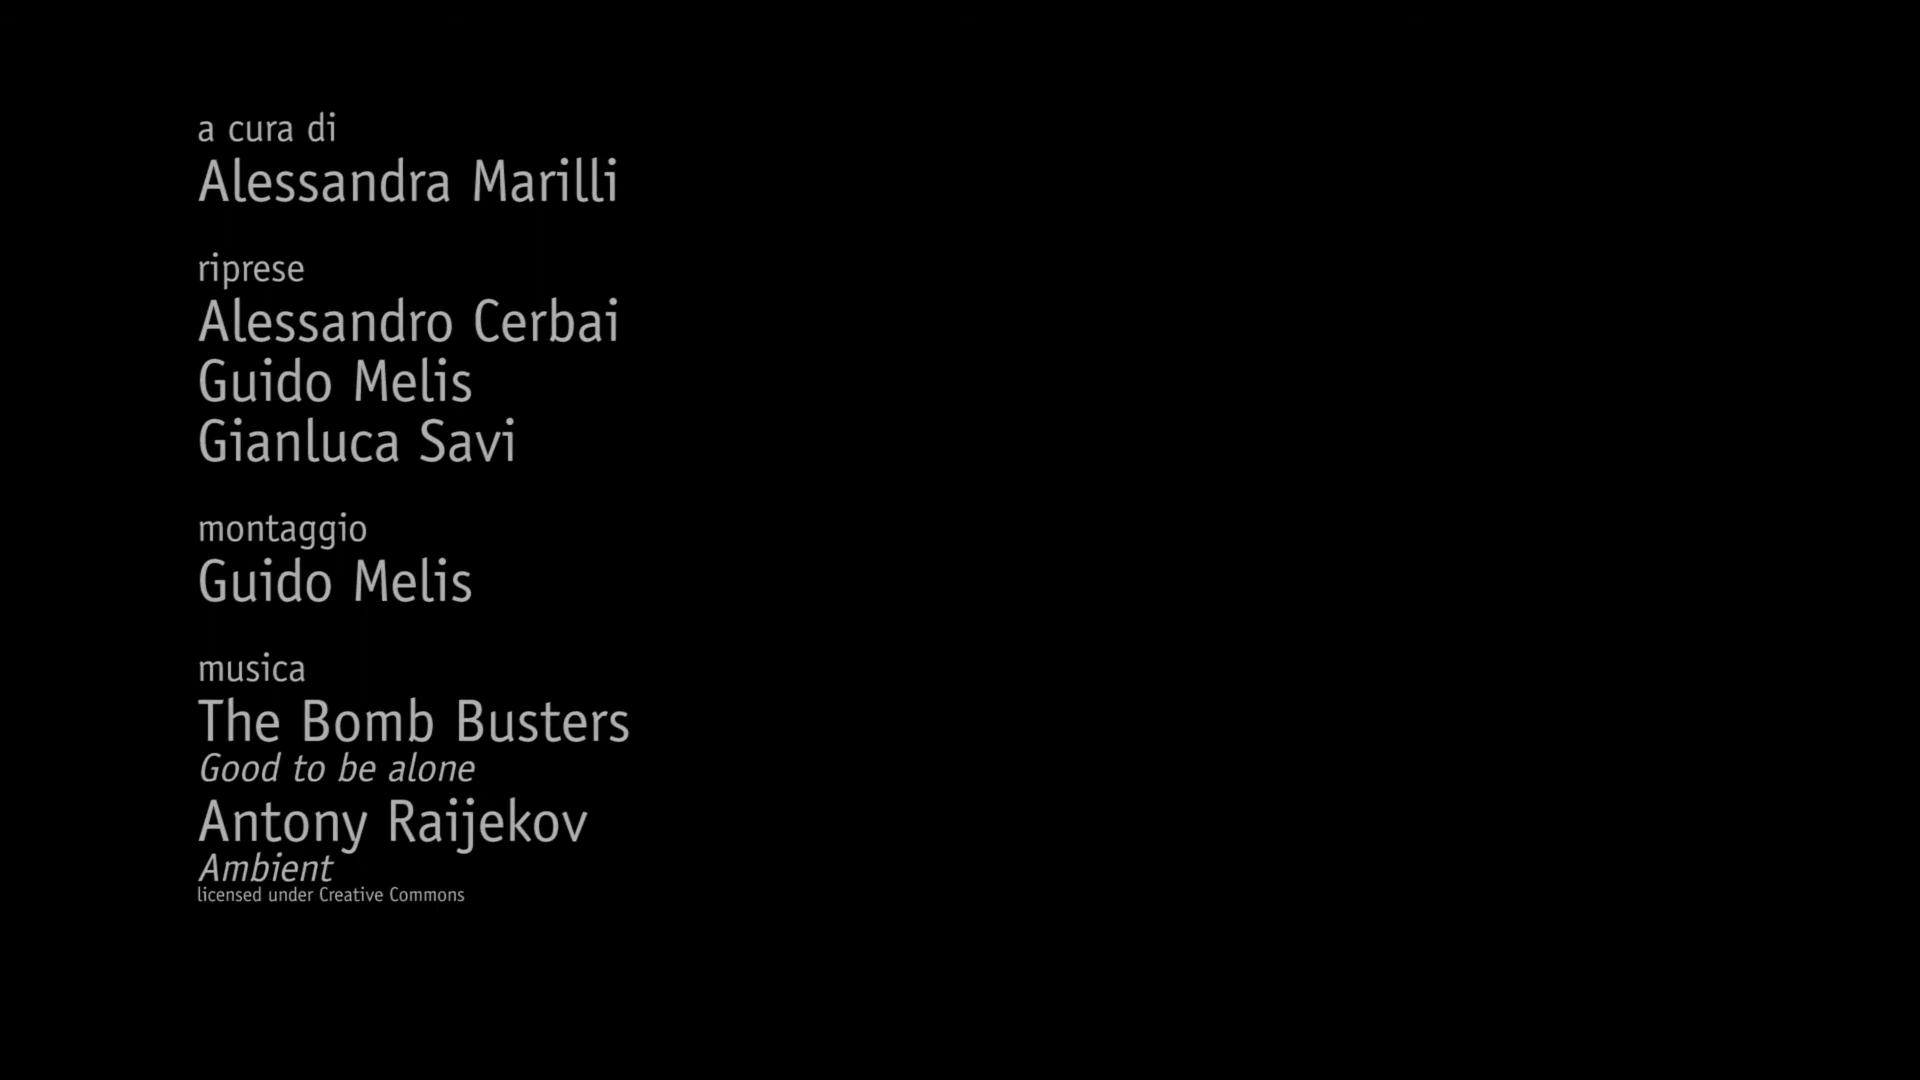 a cura di
Alessandra Marilli
riprese
Alessandro Cerbai
Guido Melis
Gianluca Savi
montaggio
Guido Melis
musica
The Bomb Busters
Good to be alone
Antony Raijekov
Ambient
licensed under Creative Commons